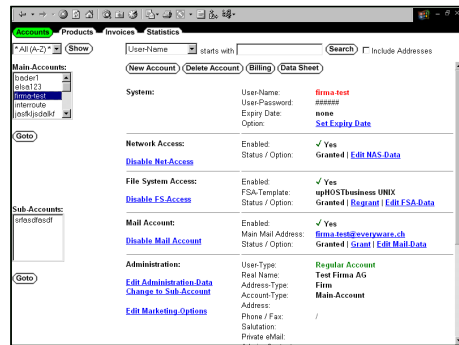 Accounts Products Invoices Statistics
* All (A-Z) * Show User-Name starts with Search Include Addresses
Main-Accounts:
bader1
elsa123
firma-test
interroute
jasfkljsdalkf
Goto
Sub-Accounts:
srfasdfasdf
Goto
New Account Delete Account Billing Data Sheet
System: User-Name: firma-test
User-Password: ######
Expiry Date: none
Option: Set Expiry Date
Network Access: Enabled: √ Yes
Disable Net-Access Status / Option: Granted | Edit NAS-Data
File System Access: Enabled: √ Yes
FSA-Template: upHOSTbusiness UNIX
Disable FS-Access Status / Option: Granted | Regrant | Edit FSA-Data
Mail Account: Enabled: √ Yes
Main Mail Address: firma-test@everyware.ch
Disable Mail Account Status / Option: Granted | Grant | Edit Mail-Data
Administration: User-Type: Regular Account
Real Name: Test Firma AG
Edit Administration-Data Address-Type: Firm
Change to Sub-Account Account-Type: Main-Account
Address:
Edit Marketing-Options Phone / Fax: /
Salutation:
Private eMail: